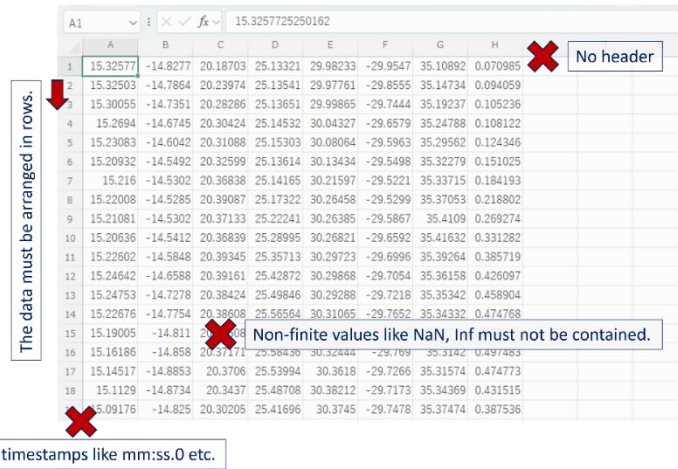 A1 fx 15.3257725250162
A B C D E F G H
No header
1 15.32577 -14.8277 20.18703 25.13321 29.98233 -29.9547 35.10892 0.070985
2 15.32503 -14.7864 20.23974 25.13541 29.97761 -29.8555 35.14734 0.094059
3 15.30055 -14.7351 20.28286 25.13651 29.99865 -29.7444 35.19237 0.105236
4 15.2694 -14.6745 20.30424 25.14532 30.04327 -29.6579 35.24788 0.108122
5 15.23083 -14.6042 20.31088 25.15303 30.08064 -29.5963 35.29562 0.124346
6 15.20932 -14.5492 20.32599 25.13614 30.13434 -29.5498 35.32279 0.151025
7 15.216 -14.5302 20.36838 25.14165 30.21597 -29.5221 35.33715 0.184193
8 15.22008 -14.5285 20.39087 25.17322 30.26458 -29.5299 35.37053 0.218802
9 15.21081 -14.5302 20.37133 25.22241 30.26385 -29.5867 35.4109 0.269274
10 15.20636 -14.5412 20.36839 25.28995 30.26821 -29.6592 35.41632 0.331282
11 15.22602 -14.5848 20.39345 25.35713 30.29723 -29.6996 35.39264 0.385719
12 15.24642 -14.6588 20.39161 25.42872 30.29868 -29.7054 35.36158 0.426097
13 15.24753 -14.7278 20.38424 25.49846 30.29288 -29.7218 35.35342 0.458904
14 15.22676 -14.7754 20.38608 25.56564 30.31065 -29.7652 35.34332 0.474768
15 15.19005 -14.811
Non-finite values like NaN, Inf must not be contained.
16 15.16186 -14.858 20.37171 25.58436 30.32444 -29.769 35.3142 0.497483
17 15.14517 -14.8853 20.3706 25.53994 30.3618 -29.7266 35.31574 0.474773
18 15.1129 -14.8734 20.3437 25.48708 30.38212 -29.7173 35.34369 0.431515
15.09176 -14.825 20.30205 25.41696 30.3745 -29.7478 35.37474 0.387536
The data must be arranged in rows.
timestamps like mm:ss.0 etc.